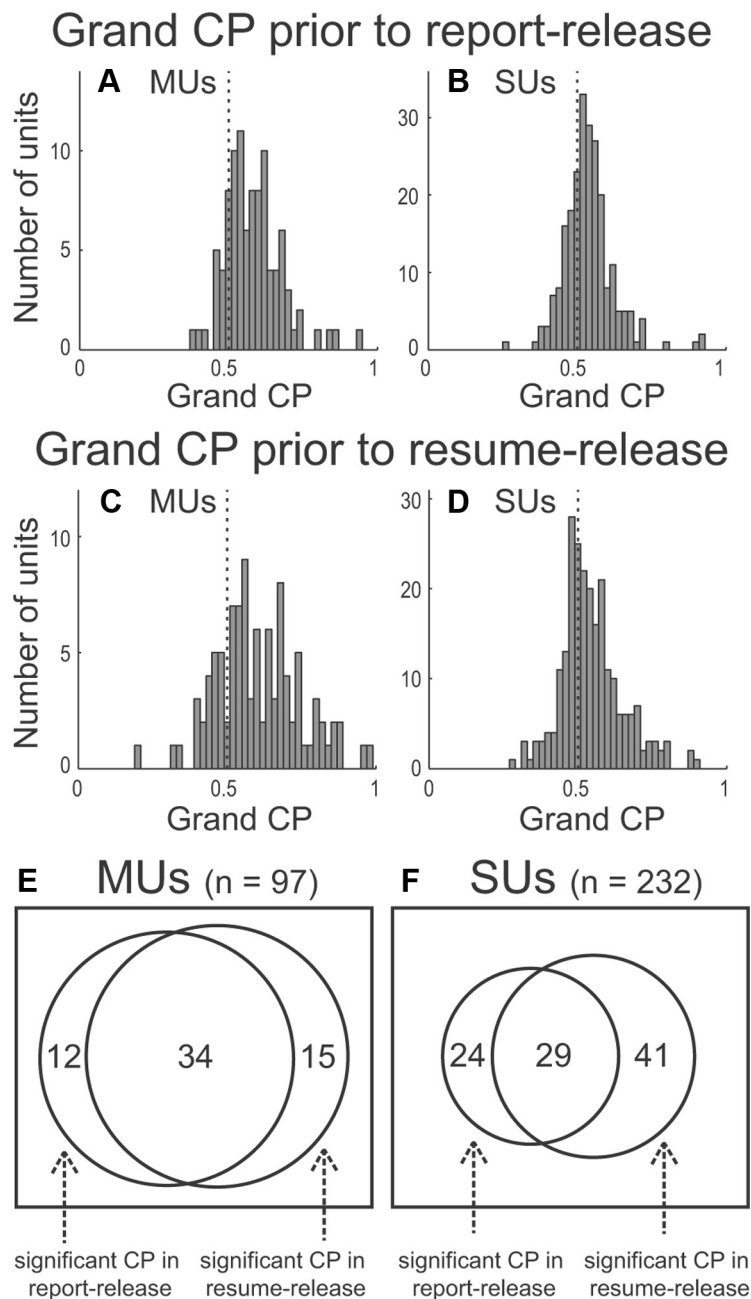 Grand CP prior to report-release
A MUs
B SUs
Number of units
10
5
0
0 0.5 1
Grand CP
30
20
10
0
0 0.5 1
Grand CP
Grand CP prior to resume-release
C MUs
D SUs
Number of units
10
5
0
0 0.5 1
Grand CP
30
20
10
0
0 0.5 1
Grand CP
E MUs (n = 97)
F SUs (n = 232)
12 34 15
24 29 41
significant CP in
report-release
significant CP in
resume-release
significant CP in
report-release
significant CP in
resume-release